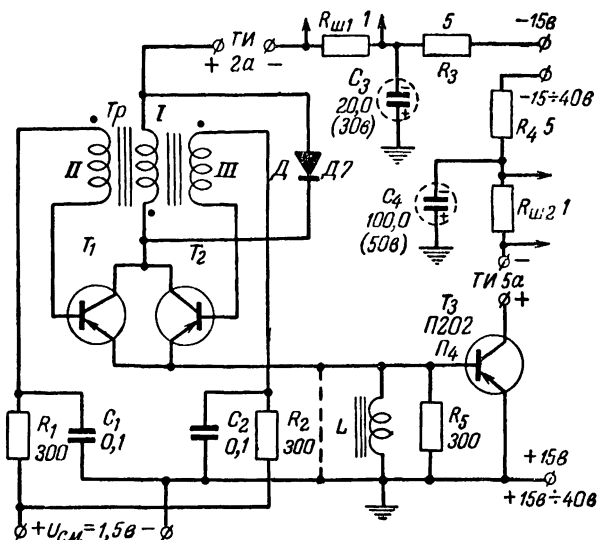 Rш1 1
5
-15в
ТИ
+ 2а -
R3
C3
20,0
(30в)
-15÷40в
R4 5
Тр
I
II
III
Д
Д7
C4
100,0
(50в)
Rш2 1
-
ТИ 5а
+
T1
T2
T3
П202
П4
R1
300
C1
0,1
C2
0,1
R2
300
L
R5
300
+15в
+15в÷40в
+Uсм=1,5в-